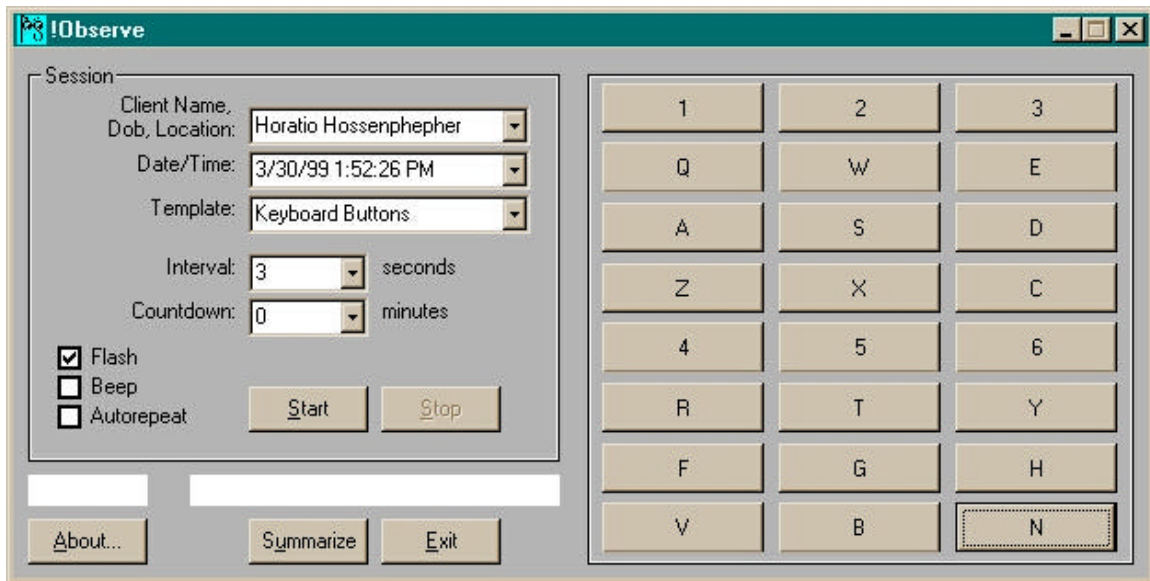 !Observe
Session
Client Name,
Dob, Location: Horatio Hossenphepher
Date/Time: 3/30/99 1:52:26 PM
Template: Keyboard Buttons
Interval: 3 seconds
Countdown: 0 minutes
Flash
Beep
Autorepeat
Start Stop
About... Summarize Exit
1 2 3
Q W E
A S D
Z X C
4 5 6
R T Y
F G H
V B N